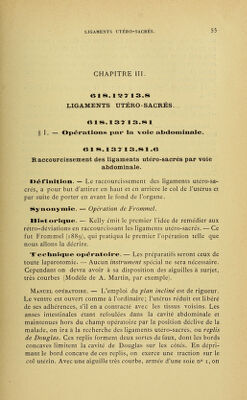 LIGAMENTS UTÉRO-SACRÉS. 55
CHAPITRE III.
618.12713.8
LIGAMENTS UTÉRO-SACRÉS.
618.13713.81
§ 1. — Opérations par la voie abdominale.
618.13713.81.6
Raccourcissement des ligaments utéro-sacrés par voie
abdominale.
Définition. — Le raccourcissement des ligaments utéro-sa-
crés, a pour but d'attirer en haut et en arrière le col de l'utérus et
par suite de porter en avant le fond de l'organe.
Synonymie. — Opération de Frommel.
Historique. — Kelly émit le premier l'idée de remédier aux
rétro-déviations en raccourcisant les ligaments utéro-sacrés. — Ce
fut Frommel (1889), qui pratiqua le premier l'opération telle que
nous allons la décrire.
Technique opératoire. — Les préparatifs seront ceux de
toute laparotomie. — Aucun instrument spécial ne sera nécessaire.
Cependant on devra avoir à sa disposition des aiguilles à surjet,
très courbes (Modèle de A. Martin, par exemple).
MANUEL OPÉRATOIRE. — L'emploi du plan incliné est de rigueur.
Le ventre est ouvert comme à l'ordinaire; l'utérus réduit en liberté
de ses adhérences, s'il en a contracté avec les tissus voisins. Les
anses intestinales étant refoulées dans la cavité abdominale et
maintenues hors du champ opératoire par la position déclive de la
malade, on ira à la recherche des ligaments utéro-sacrés, ou replis
de Douglas. Ces replis forment deux sortes de faux, dont les bords
concaves limitent la cavité de Douglas sur les côtés. En dépri-
mant le bord concave de ces replis, on exerce une traction sur le
col utérin. Avec une aiguille très courbe, armée d'une soie n° 1, on